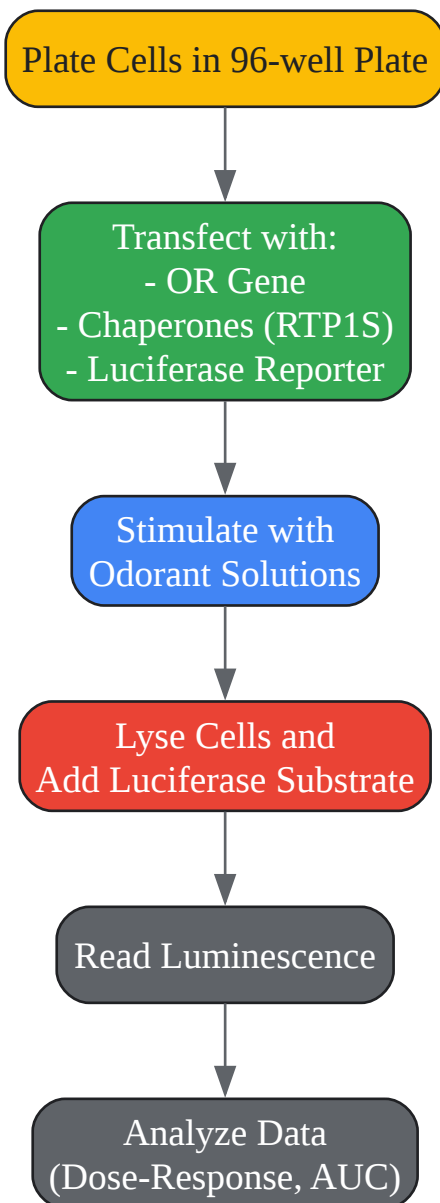 Plate Cells in 96-well Plate
Transfect with:
- OR Gene
- Chaperones (RTP1S)
- Luciferase Reporter
Stimulate with
Odorant Solutions
Lyse Cells and
Add Luciferase Substrate
Read Luminescence
Analyze Data
(Dose-Response, AUC)